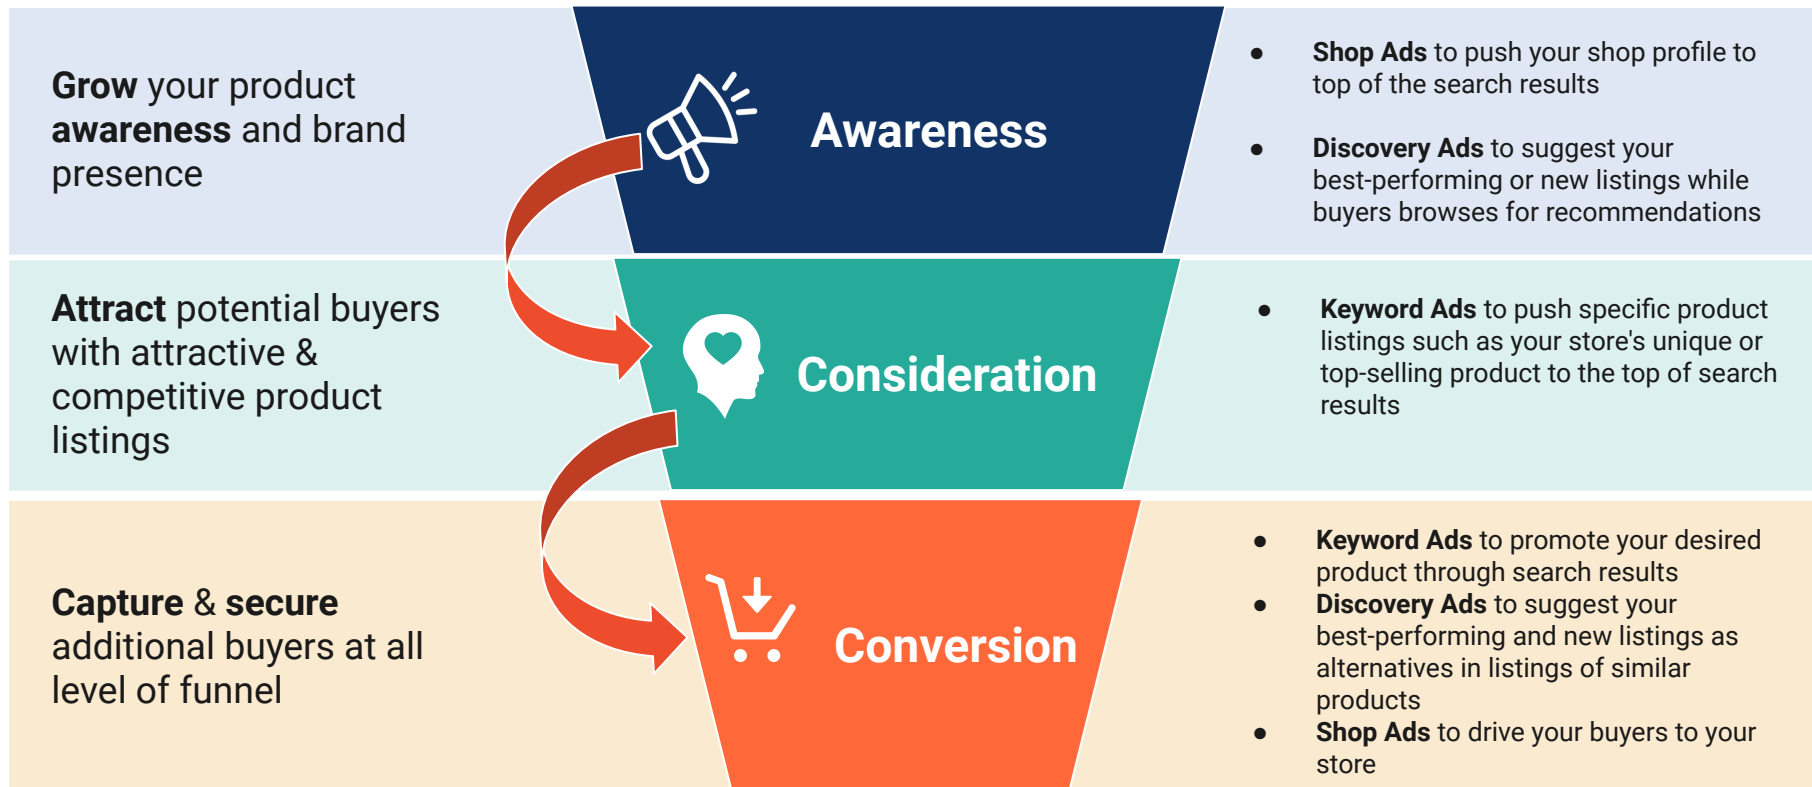 Grow your product
awareness and brand
presence
Awareness
● Shop Ads to push your shop profile to
top of the search results
● Discovery Ads to suggest your
best-performing or new listings while
buyers browses for recommendations
Attract potential buyers
with attractive &
competitive product
listings
Consideration
● Keyword Ads to push specific product
listings such as your store's unique or
top-selling product to the top of search
results
Capture & secure
additional buyers at all
level of funnel
Conversion
● Keyword Ads to promote your desired
product through search results
● Discovery Ads to suggest your
best-performing and new listings as
alternatives in listings of similar
products
● Shop Ads to drive your buyers to your
store